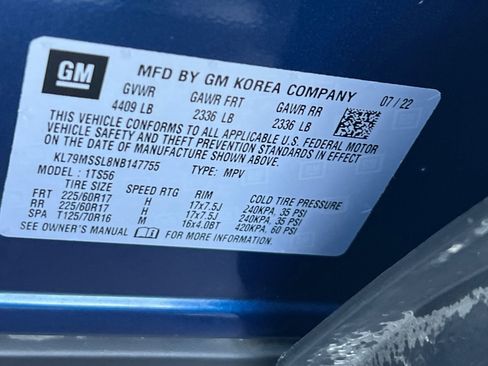 GM
MFD BY GM KOREA COMPANY 07/22
GVWR GAWR FRT GAWR RR
4409 LB 2336 LB 2336 LB
THIS VEHICLE CONFORMS TO ALL APPLICABLE U.S. FEDERAL MOTOR
VEHICLE SAFETY AND THEFT PREVENTION STANDARDS IN EFFECT
ON THE DATE OF MANUFACTURE SHOWN ABOVE.
KL79MSSL8NB147755 TYPE: MPV
MODEL : 1TS56
SPEED RTG RIM COLD TIRE PRESSURE
FRT 225/60R17 H 17x7.5J 240KPA, 35 PSI
RR 225/60R17 H 17x7.5J 240KPA, 35 PSI
SPA T125/70R16 M 16x4.0BT 420KPA, 60 PSI
SEE OWNER'S MANUAL FOR MORE INFORMATION.